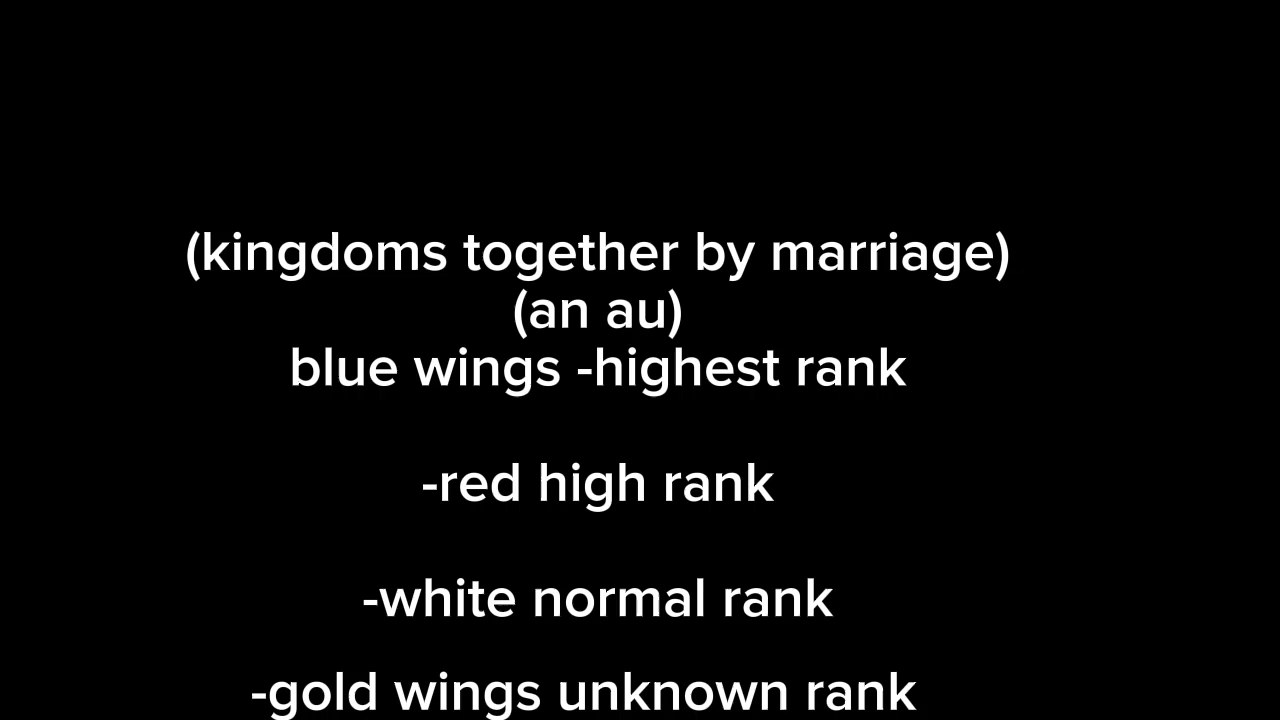 (kingdoms together by marriage)
(an au)
blue wings -highest rank
-red high rank
-white normal rank
-gold wings unknown rank